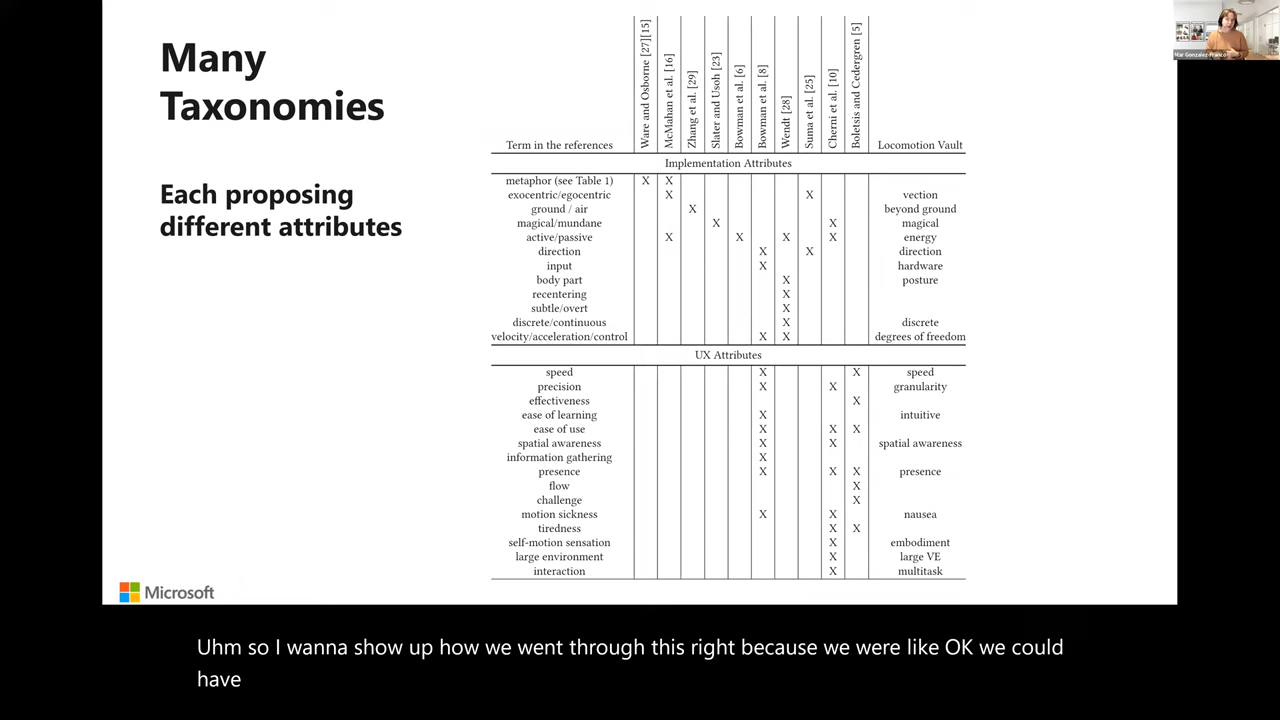 Many
Taxonomies
Each proposing
different attributes
Term in the references Ware and Osborne [27][15] McMahan et al. [16] Zhang et al. [29] Slater and Usoh [23] Bowman et al. [6] Bowman et al. [8] Wendt [28] Suma et al. [25] Cherni et al. [10] Boletsis and Cedergren [5] Locomotion Vault
Implementation Attributes
metaphor (see Table 1) X X
exocentric/egocentric X X vection
ground / air X beyond ground
magical/mundane X X magical
active/passive X X X X energy
direction X X direction
input X hardware
body part X posture
recentering X
subtle/overt X
discrete/continuous X discrete
velocity/acceleration/control X X degrees of freedom
UX Attributes
speed X X speed
precision X X granularity
effectiveness X
ease of learning X intuitive
ease of use X X X
spatial awareness X X spatial awareness
information gathering X
presence X X X presence
flow X
challenge X
motion sickness X X nausea
tiredness X X
self-motion sensation X embodiment
large environment X large VE
interaction X multitask
Microsoft
Mar Gonzalez-Franco
Uhm so I wanna show up how we went through this right because we were like OK we could
have